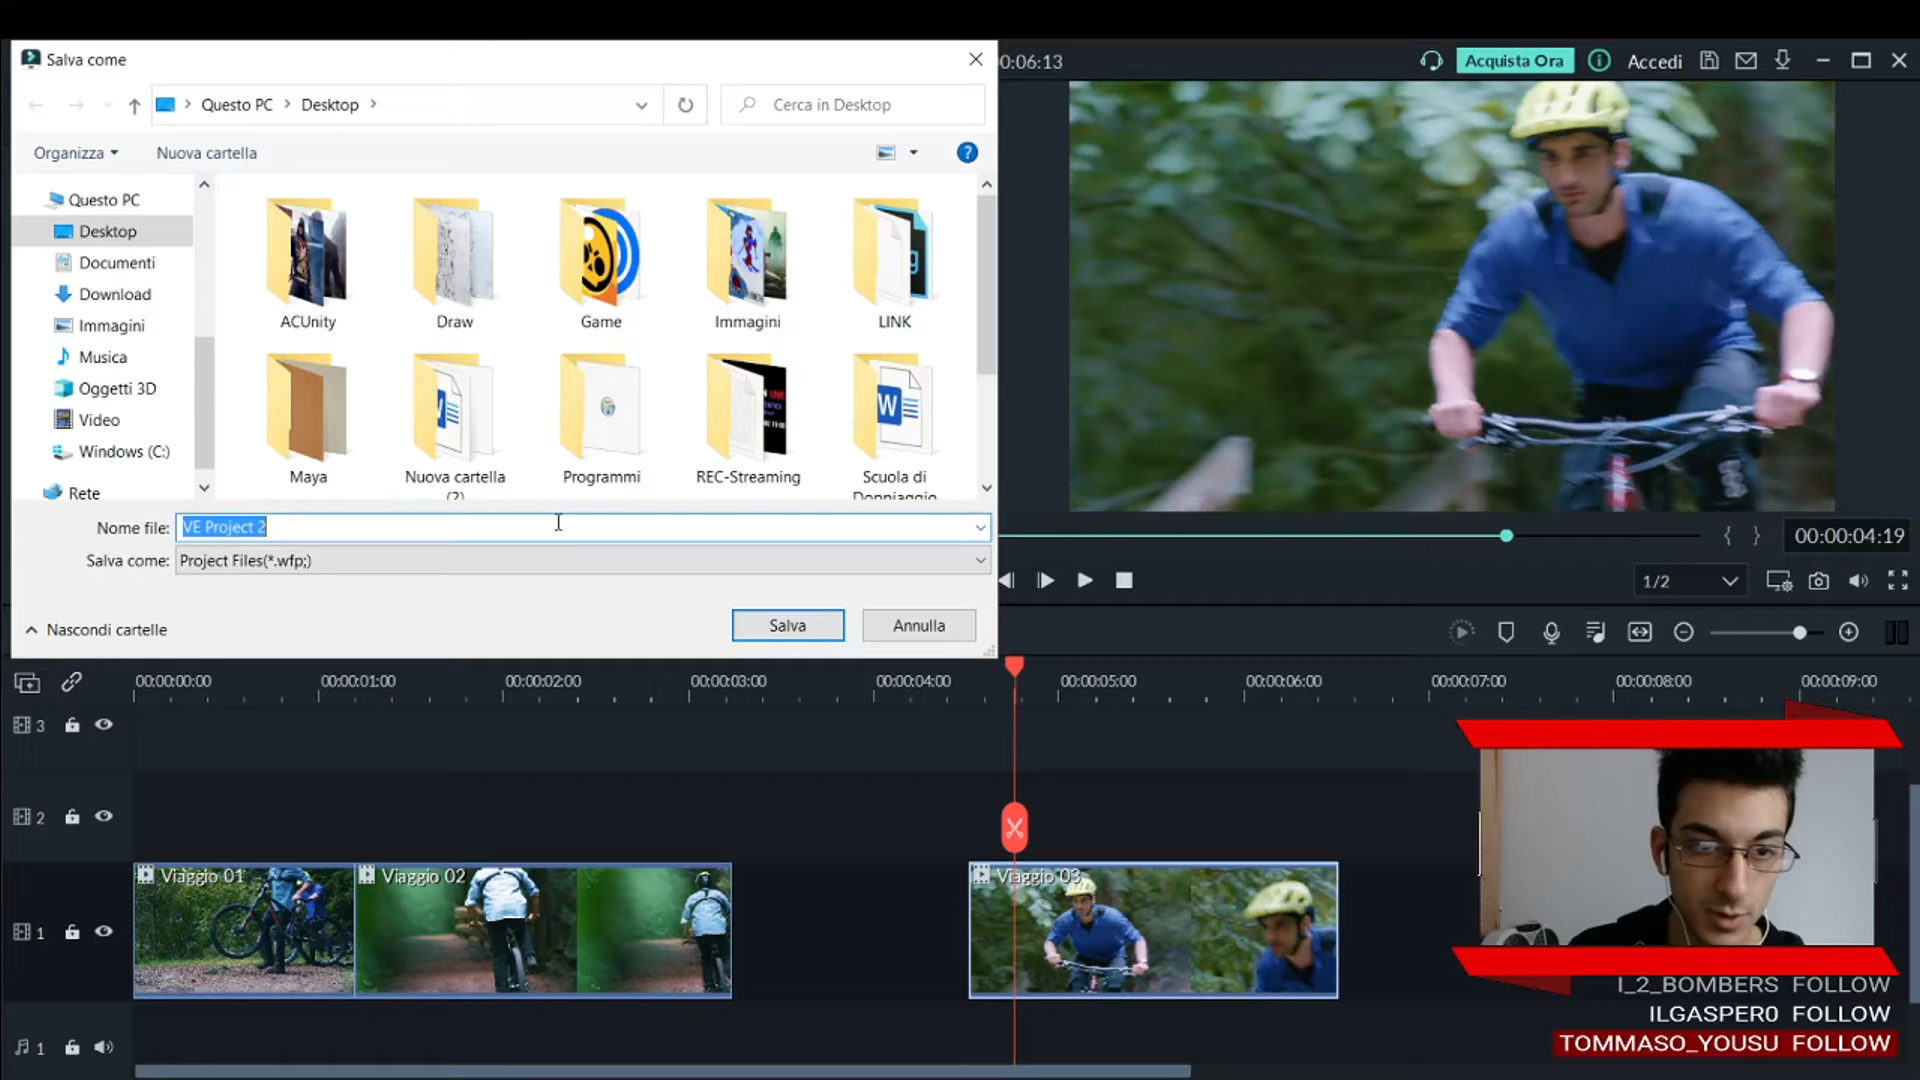 Salva come
0:06:13
Acquista Ora
Accedi
Questo PC
Desktop
Cerca in Desktop
Organizza
Nuova cartella
Questo PC
Desktop
Documenti
Download
Immagini
Musica
Oggetti 3D
Video
Windows (C:)
Rete
ACUnity
Draw
Game
Immagini
LINK
Maya
Nuova cartella
(2)
Programmi
REC-Streaming
Scuola di
Doppiaggio
Nome file: VE Project 2
Salva come: Project Files(*.wfp;)
Nascondi cartelle
Salva
Annulla
00:00:04:19
1/2
00:00:00:00
00:00:01:00
00:00:02:00
00:00:03:00
00:00:04:00
00:00:05:00
00:00:06:00
00:00:07:00
00:00:08:00
00:00:09:00
3
2
1
Viaggio 01
Viaggio 02
Viaggio 03
1
I_2_BOMBERS FOLLOW
ILGASPER0 FOLLOW
TOMMASO_YOUSU FOLLOW